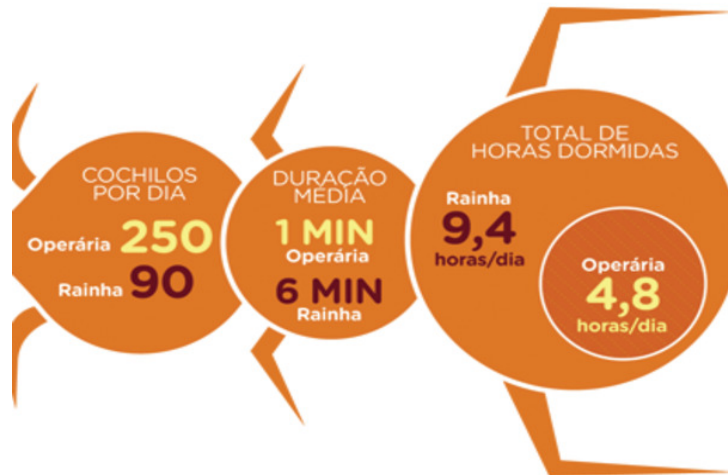 COCHILOS
POR DIA
Operária 250
Rainha 90
DURAÇÃO
MÉDIA
1 MIN
Operária
6 MIN
Rainha
TOTAL DE
HORAS DORMIDAS
Rainha
9,4
horas/dia
Operária
4,8
horas/dia